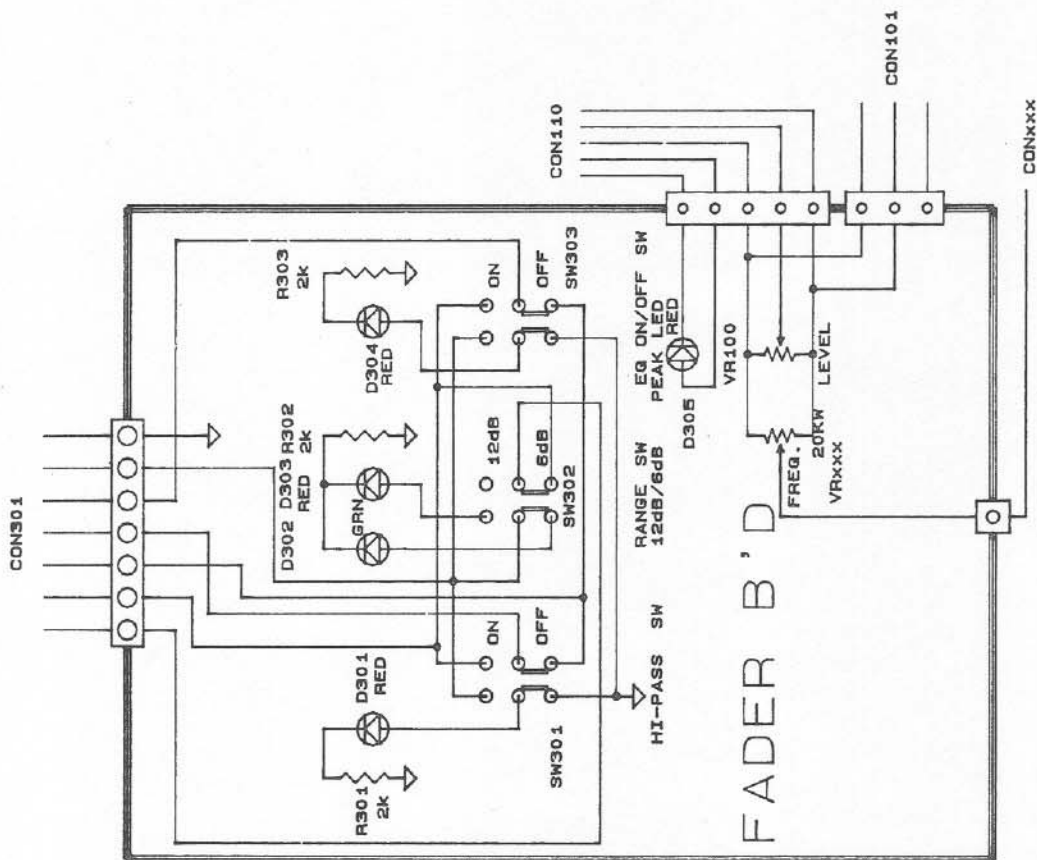 CON301
R303
2k
D304
RED
ON
OFF
SW303
R302
2k
D303
RED
D302
GRN
12dB
6dB
SW302
D301
RED
R301
2k
ON
OFF
SW301
HI-PASS SW
RANGE SW
12dB/6dB
EQ ON/OFF SW
PEAK LED
RED
D305
CON110
CON101
CONxxx
VR100
LEVEL
FREQ.
20KW
VRxxx
FADER B'D